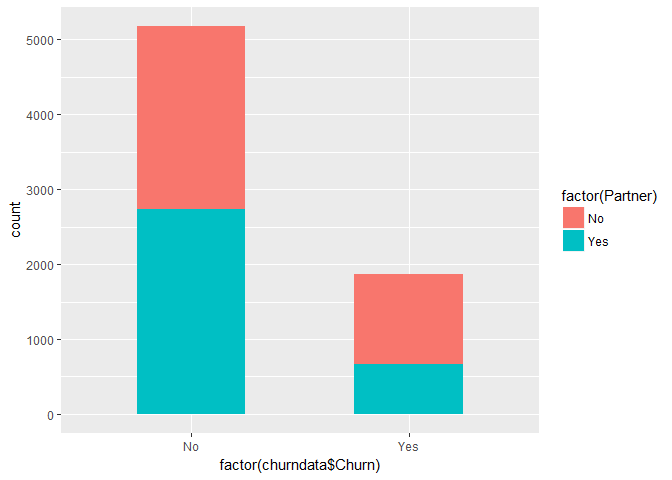 5000
4000
3000
2000
1000
0
count
No
Yes
factor(churndata$Churn)
factor(Partner)
No
Yes